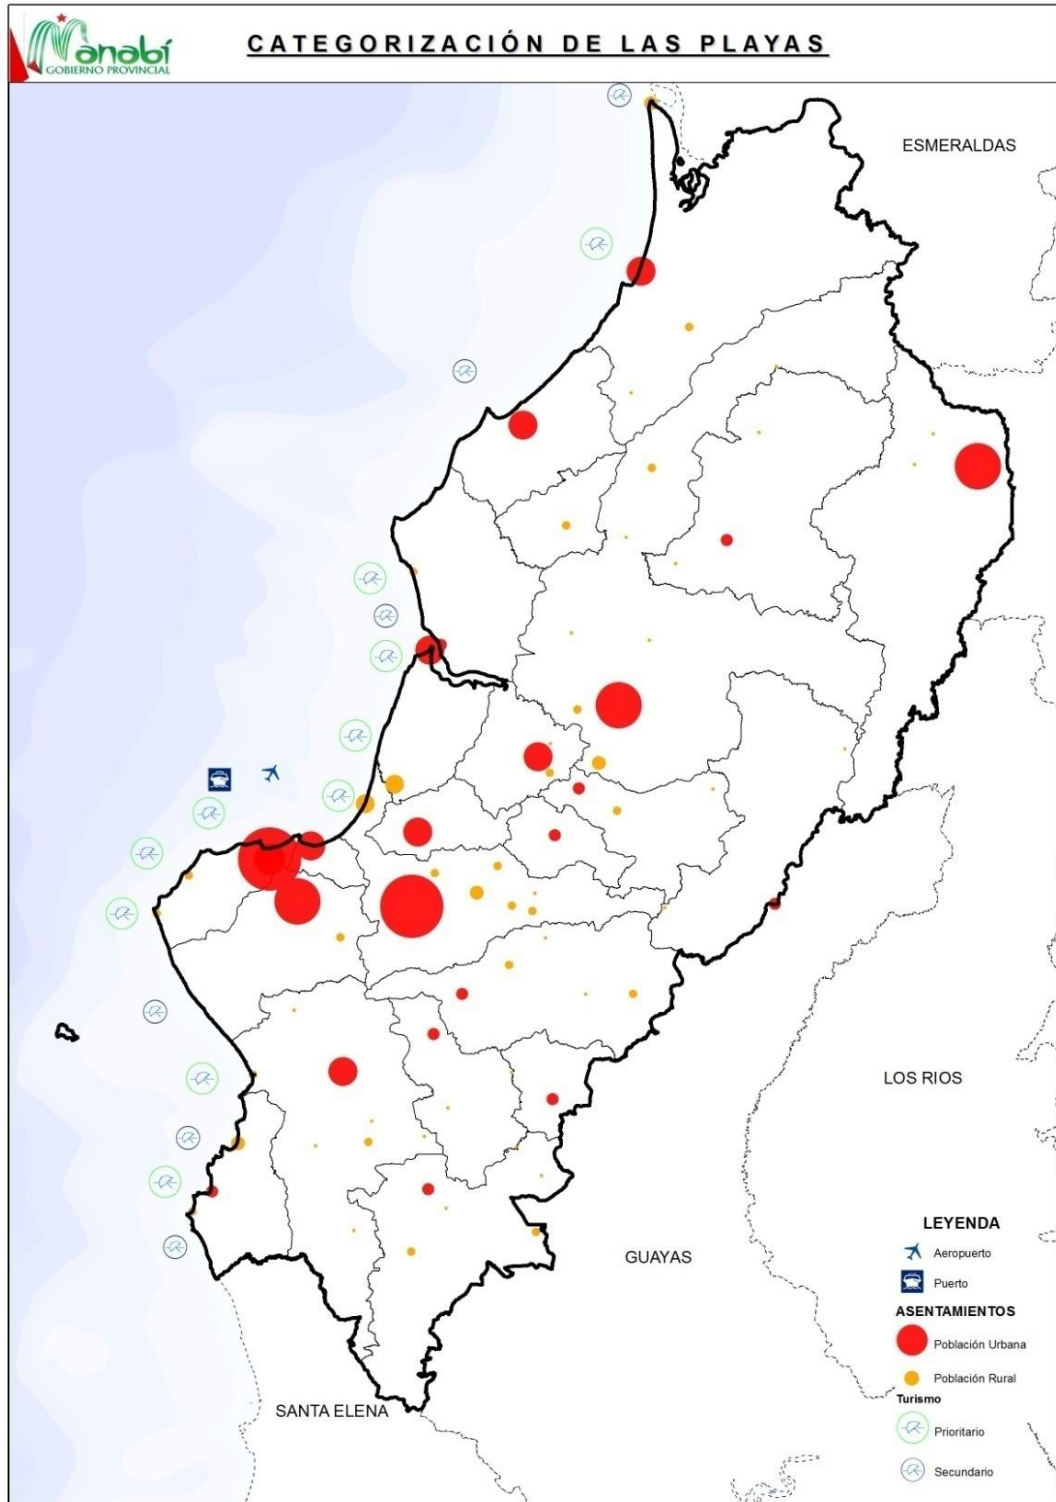 Manabí
GOBIERNO PROVINCIAL
CATEGORIZACIÓN DE LAS PLAYAS
ESMERALDAS
LOS RIOS
GUAYAS
SANTA ELENA
LEYENDA
Aeropuerto
Puerto
ASENTAMIENTOS
Población Urbana
Población Rural
Turismo
Prioritario
Secundario